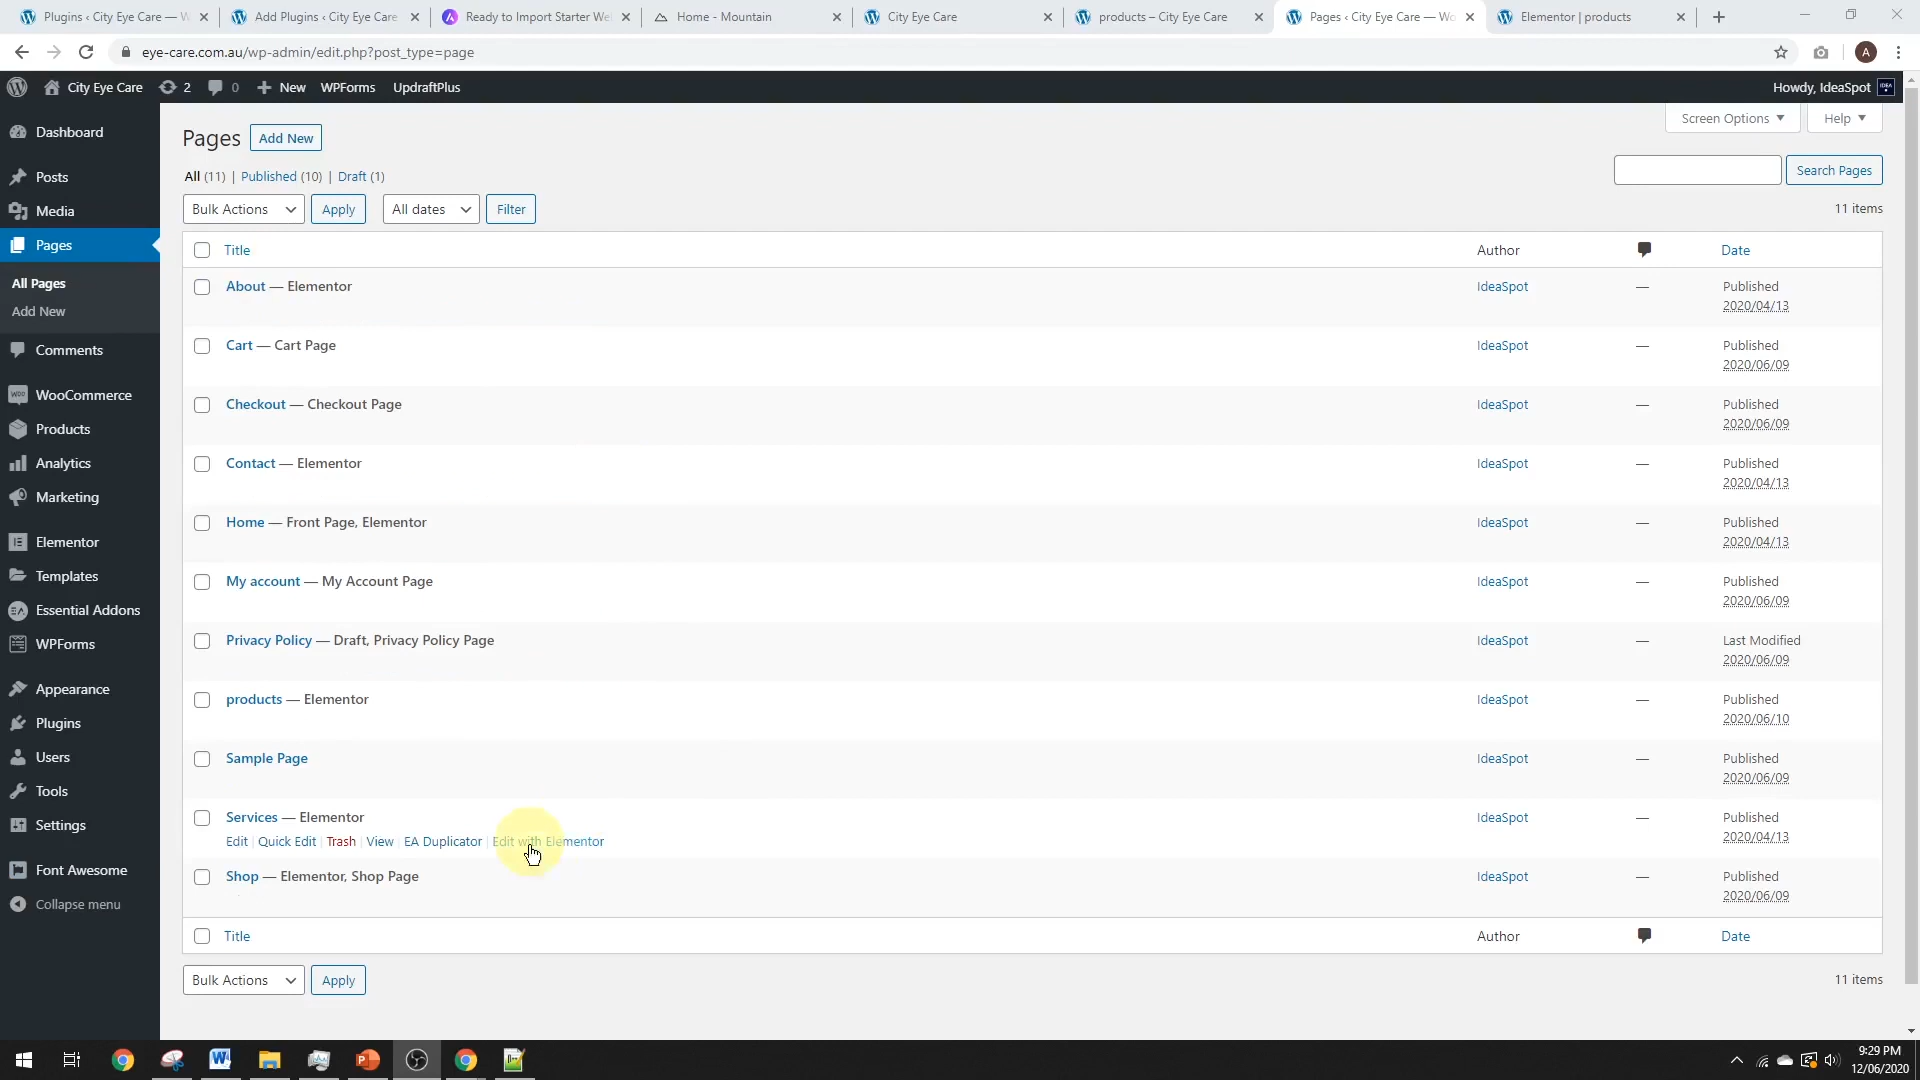 Plugins ‹ City Eye Care — W
Add Plugins ‹ City Eye Care
Ready to Import Starter We
Home - Mountain
City Eye Care
products – City Eye Care
Pages ‹ City Eye Care — Wo
Elementor | products
eye-care.com.au/wp-admin/edit.php?post_type=page
A
City Eye Care
2
0
New
WPForms
UpdraftPlus
Howdy, IdeaSpot
Dashboard
Posts
Media
Pages
All Pages
Add New
Comments
WooCommerce
Products
Analytics
Marketing
Elementor
Templates
Essential Addons
WPForms
Appearance
Plugins
Users
Tools
Settings
Font Awesome
Collapse menu
Screen Options
Help
Pages
Add New
All (11) | Published (10) | Draft (1)
Search Pages
Bulk Actions
Apply
All dates
Filter
11 items
Title
Author
Date
About — Elementor
IdeaSpot
—
Published
2020/04/13
Cart — Cart Page
IdeaSpot
—
Published
2020/06/09
Checkout — Checkout Page
IdeaSpot
—
Published
2020/06/09
Contact — Elementor
IdeaSpot
—
Published
2020/04/13
Home — Front Page, Elementor
IdeaSpot
—
Published
2020/04/13
My account — My Account Page
IdeaSpot
—
Published
2020/06/09
Privacy Policy — Draft, Privacy Policy Page
IdeaSpot
—
Last Modified
2020/06/09
products — Elementor
IdeaSpot
—
Published
2020/06/10
Sample Page
IdeaSpot
—
Published
2020/06/09
Services — Elementor
Edit | Quick Edit | Trash | View | EA Duplicator | Edit with Elementor
IdeaSpot
—
Published
2020/04/13
Shop — Elementor, Shop Page
IdeaSpot
—
Published
2020/06/09
Title
Author
Date
Bulk Actions
Apply
11 items
9:29 PM
12/06/2020